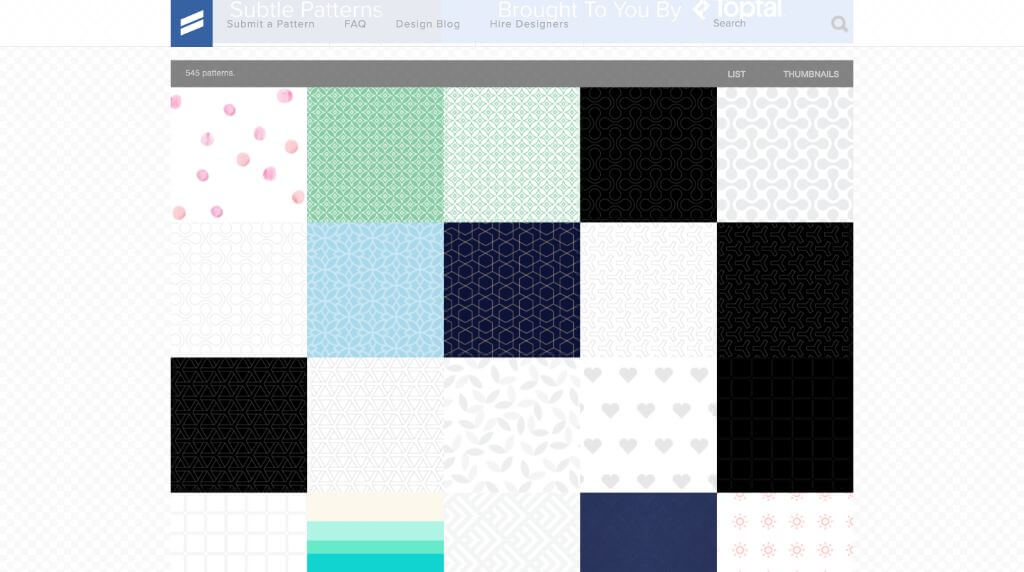 Subtle Patterns
Brought To You By Toptal
Submit a Pattern FAQ Design Blog Hire Designers Search
545 patterns. LIST THUMBNAILS